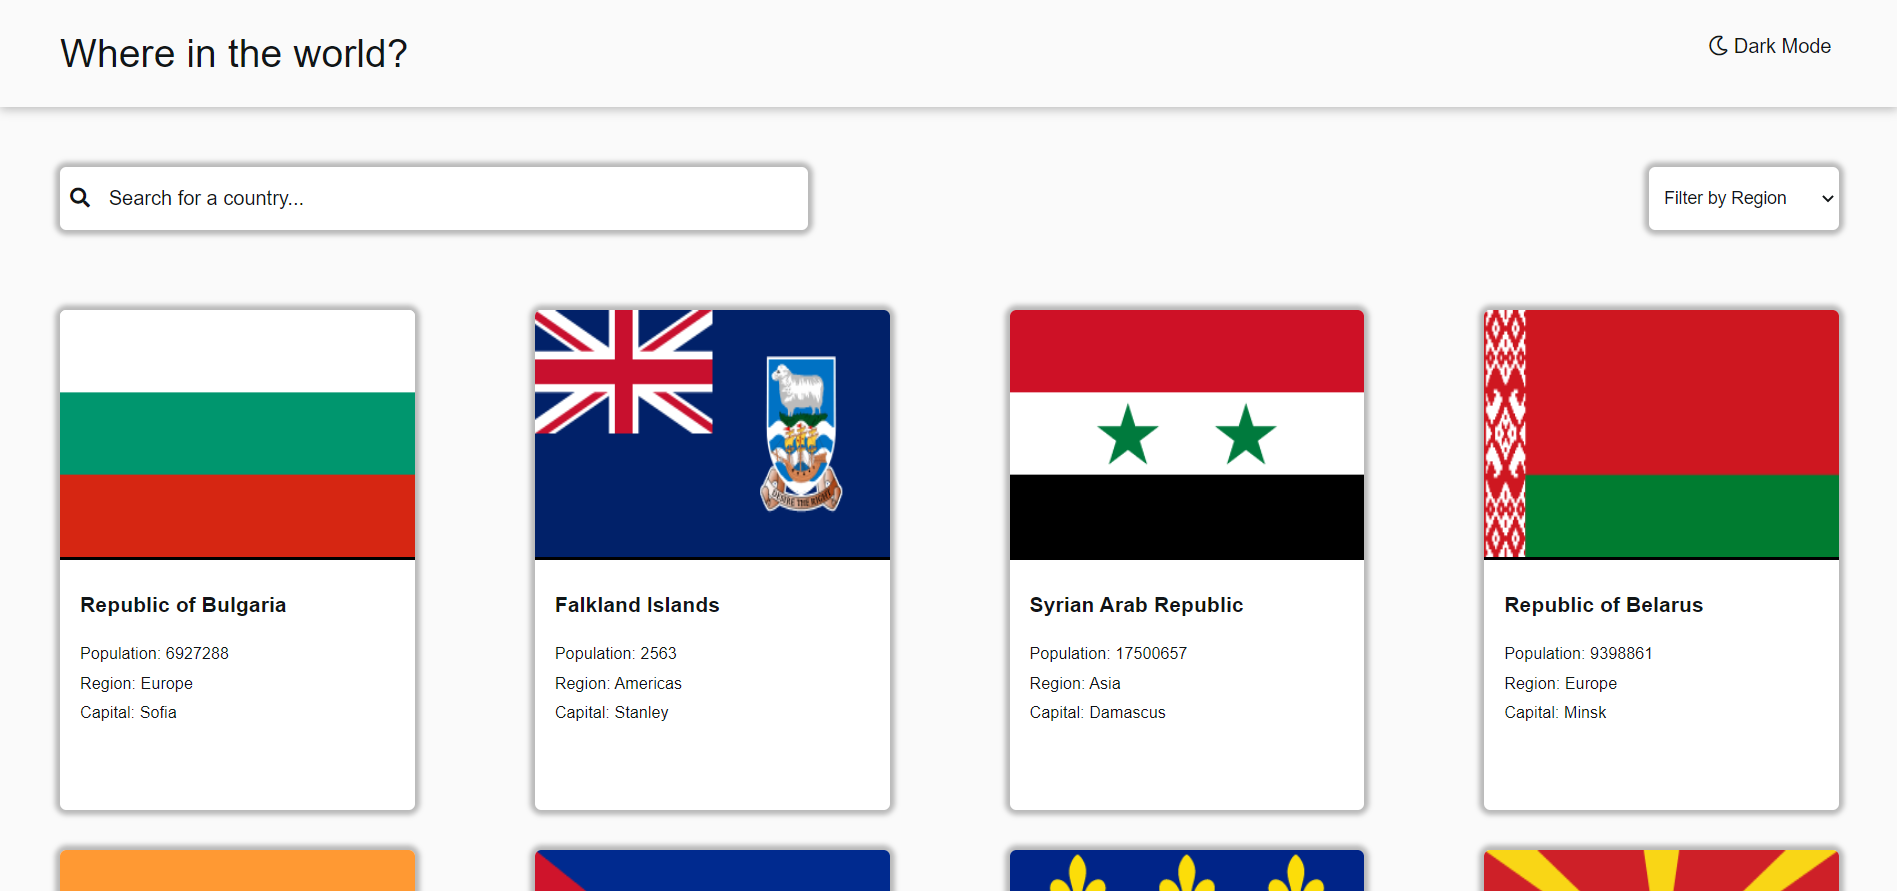 Where in the world?
Dark Mode
Search for a country...
Filter by Region
DESIRE THE RIGHT
Republic of Bulgaria
Population: 6927288
Region: Europe
Capital: Sofia
Falkland Islands
Population: 2563
Region: Americas
Capital: Stanley
Syrian Arab Republic
Population: 17500657
Region: Asia
Capital: Damascus
Republic of Belarus
Population: 9398861
Region: Europe
Capital: Minsk